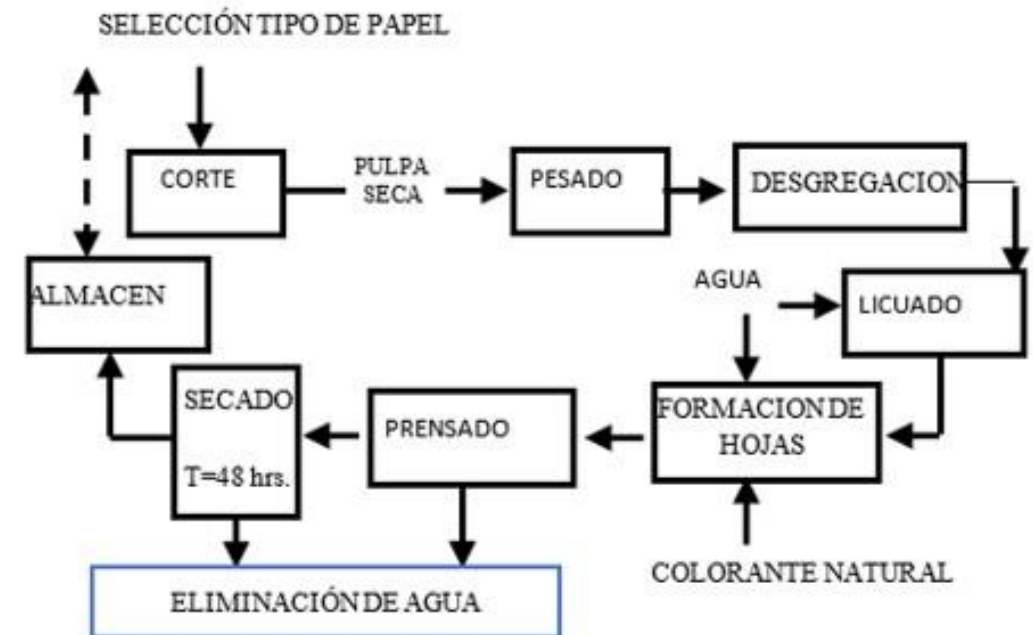 SELECCIÓN TIPO DE PAPEL
CORTE
PULPA
SECA
PESADO
DESGREGACION
ALMACEN
AGUA
LICUADO
SECADO
T=48 hrs.
PRENSADO
FORMACION DE
HOJAS
COLORANTE NATURAL
ELIMINACIÓN DE AGUA